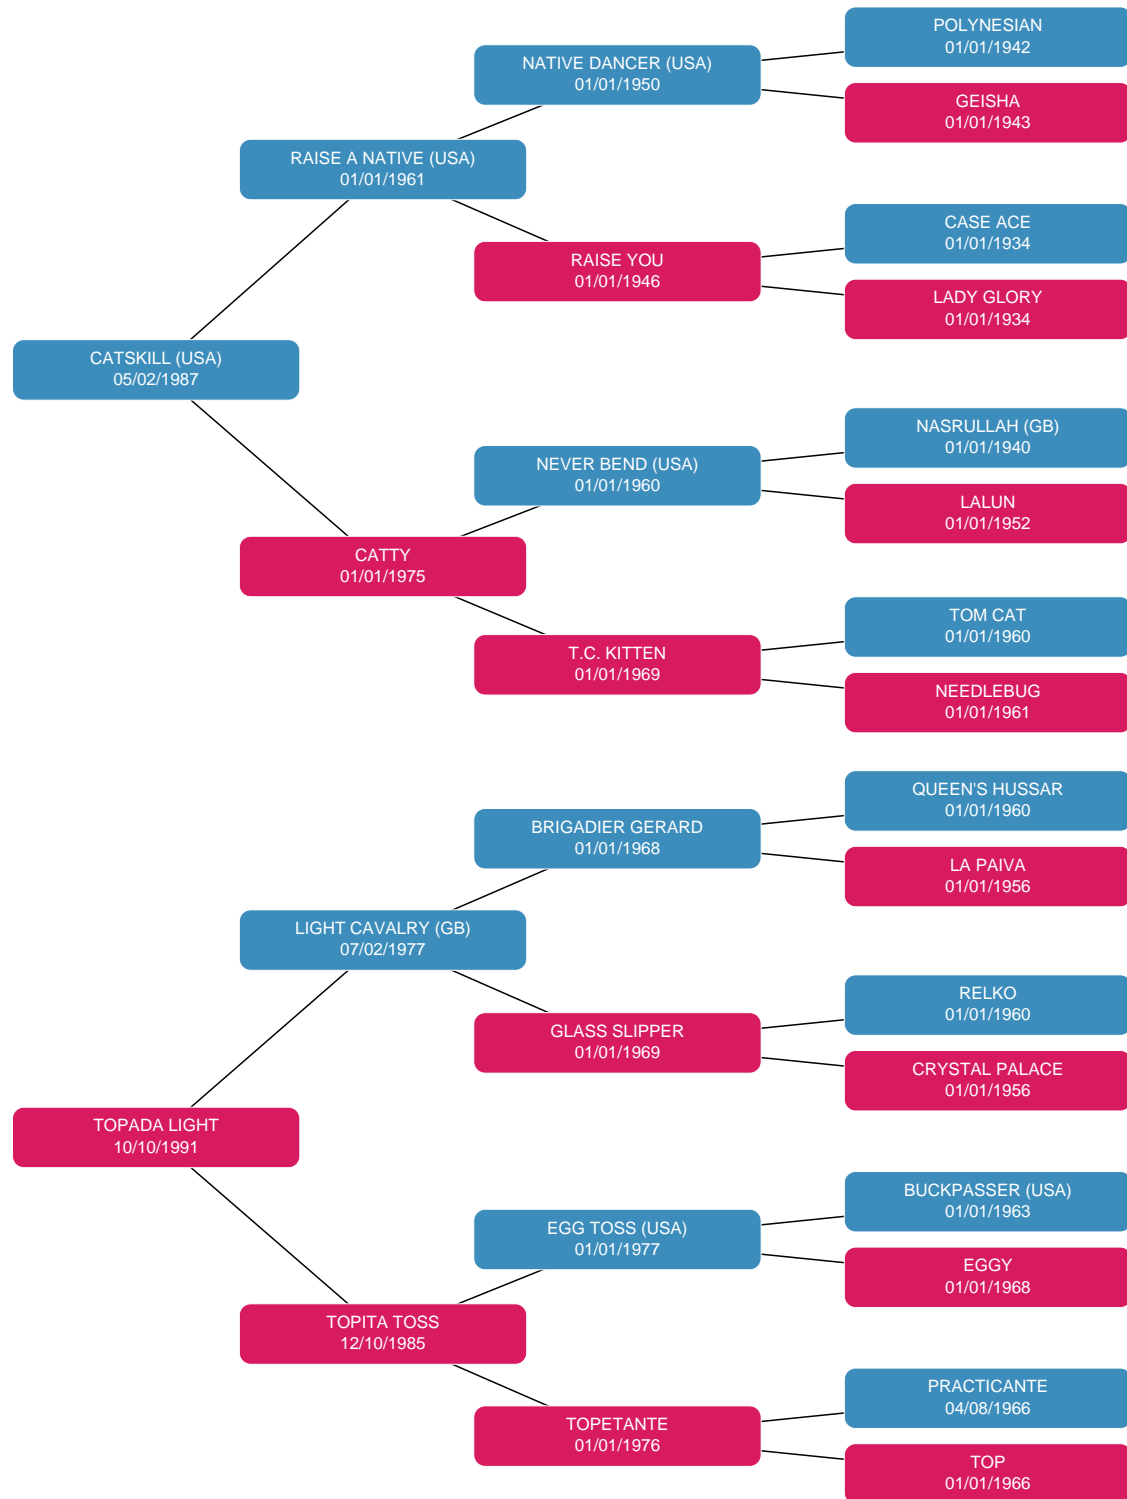 POLYNESIAN
01/01/1942
NATIVE DANCER (USA)
01/01/1950
GEISHA
01/01/1943
RAISE A NATIVE (USA)
01/01/1961
CASE ACE
01/01/1934
RAISE YOU
01/01/1946
LADY GLORY
01/01/1934
CATSKILL (USA)
05/02/1987
NASRULLAH (GB)
01/01/1940
NEVER BEND (USA)
01/01/1960
LALUN
01/01/1952
CATTY
01/01/1975
TOM CAT
01/01/1960
T.C. KITTEN
01/01/1969
NEEDLEBUG
01/01/1961
QUEEN'S HUSSAR
01/01/1960
BRIGADIER GERARD
01/01/1968
LA PAIVA
01/01/1956
LIGHT CAVALRY (GB)
07/02/1977
RELKO
01/01/1960
GLASS SLIPPER
01/01/1969
CRYSTAL PALACE
01/01/1956
TOPADA LIGHT
10/10/1991
BUCKPASSER (USA)
01/01/1963
EGG TOSS (USA)
01/01/1977
EGGY
01/01/1968
TOPITA TOSS
12/10/1985
PRACTICANTE
04/08/1966
TOPETANTE
01/01/1976
TOP
01/01/1966